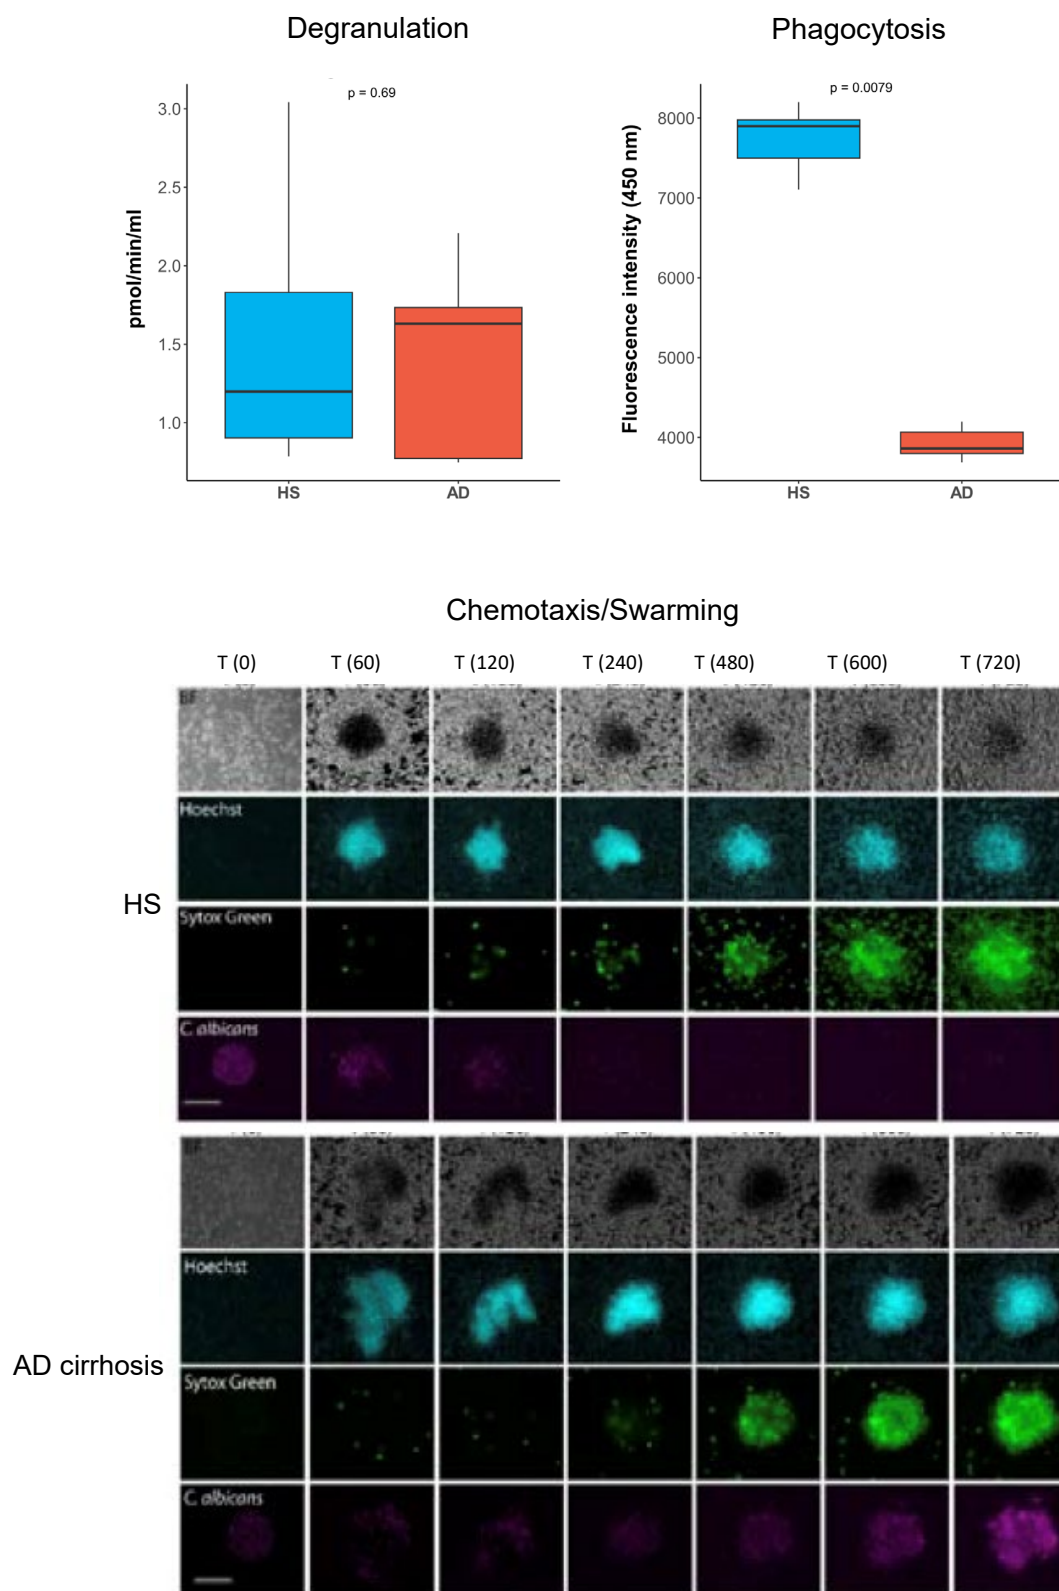 Degranulation
p = 0.69
pmol/min/ml
3.0
2.5
2.0
1.5
1.0
HS AD
Phagocytosis
p = 0.0079
Fluorescence intensity (450 nm)
8000
7000
6000
5000
4000
HS AD
Chemotaxis/Swarming
T (0) T (60) T (120) T (240) T (480) T (600) T (720)
HS
BF
Hoechst
Sytox Green
C. albicans
AD cirrhosis
Hoechst
Sytox Green
C. albicans